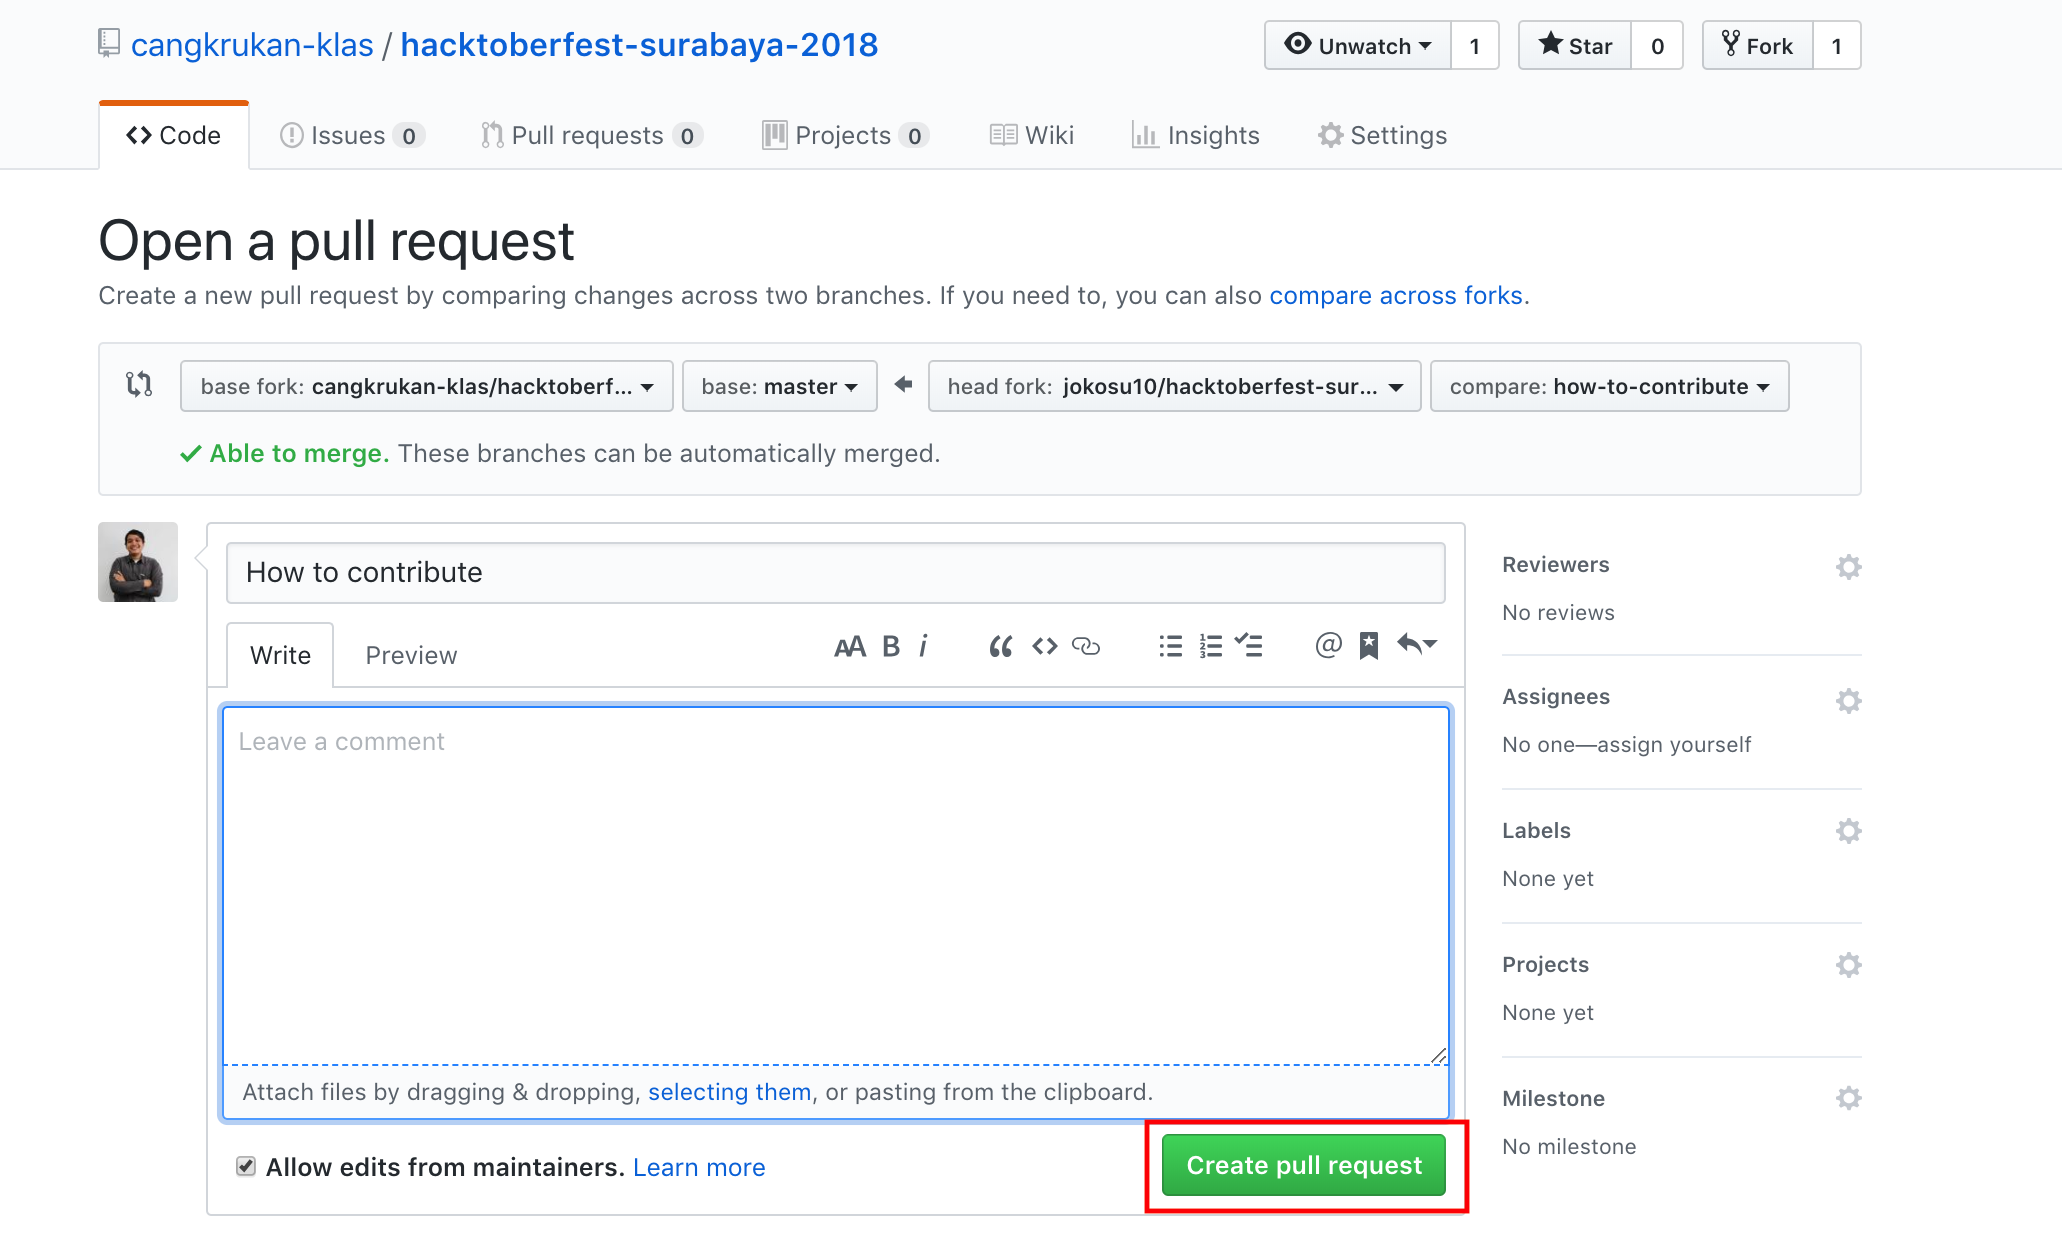 cangkrukan-klas / hacktoberfest-surabaya-2018
Unwatch 1 Star 0 Fork 1
Code Issues 0 Pull requests 0 Projects 0 Wiki Insights Settings
Open a pull request
Create a new pull request by comparing changes across two branches. If you need to, you can also compare across forks.
base fork: cangkrukan-klas/hacktoberf... base: master head fork: jokosu10/hacktoberfest-sur... compare: how-to-contribute
Able to merge. These branches can be automatically merged.
How to contribute
Write Preview AA B i
Leave a comment
Attach files by dragging & dropping, selecting them, or pasting from the clipboard.
Allow edits from maintainers. Learn more
Create pull request
Reviewers
No reviews
Assignees
No one—assign yourself
Labels
None yet
Projects
None yet
Milestone
No milestone